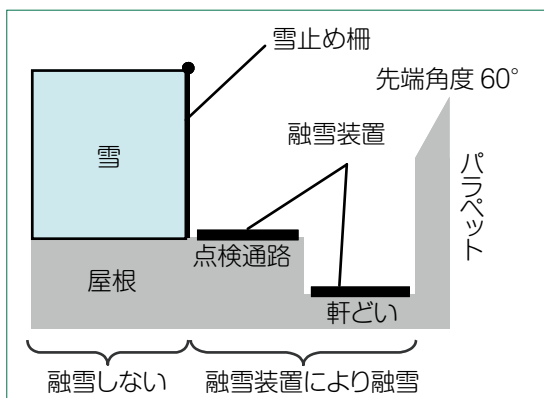 雪止め柵
先端角度 60°
雪
融雪装置
パラペット
点検通路
屋根
軒どい
融雪しない
融雪装置により融雪